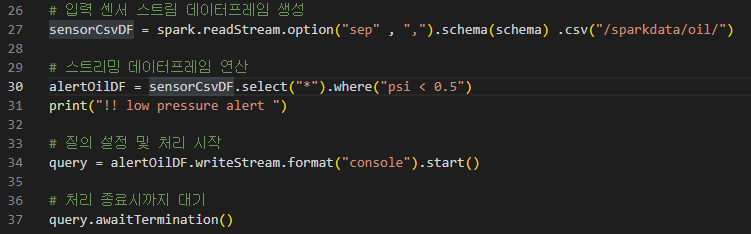 26 # 입력 센서 스트림 데이터프레임 생성
27 sensorCsvDF = spark.readStream.option("sep" , ",").schema(schema) .csv("/sparkdata/oil/")
28
29 # 스트리밍 데이터프레임 연산
30 alertOilDF = sensorCsvDF.select("*").where("psi < 0.5")
31 print("!! low pressure alert ")
32
33 # 질의 설정 및 처리 시작
34 query = alertOilDF.writeStream.format("console").start()
35
36 # 처리 종료시까지 대기
37 query.awaitTermination()